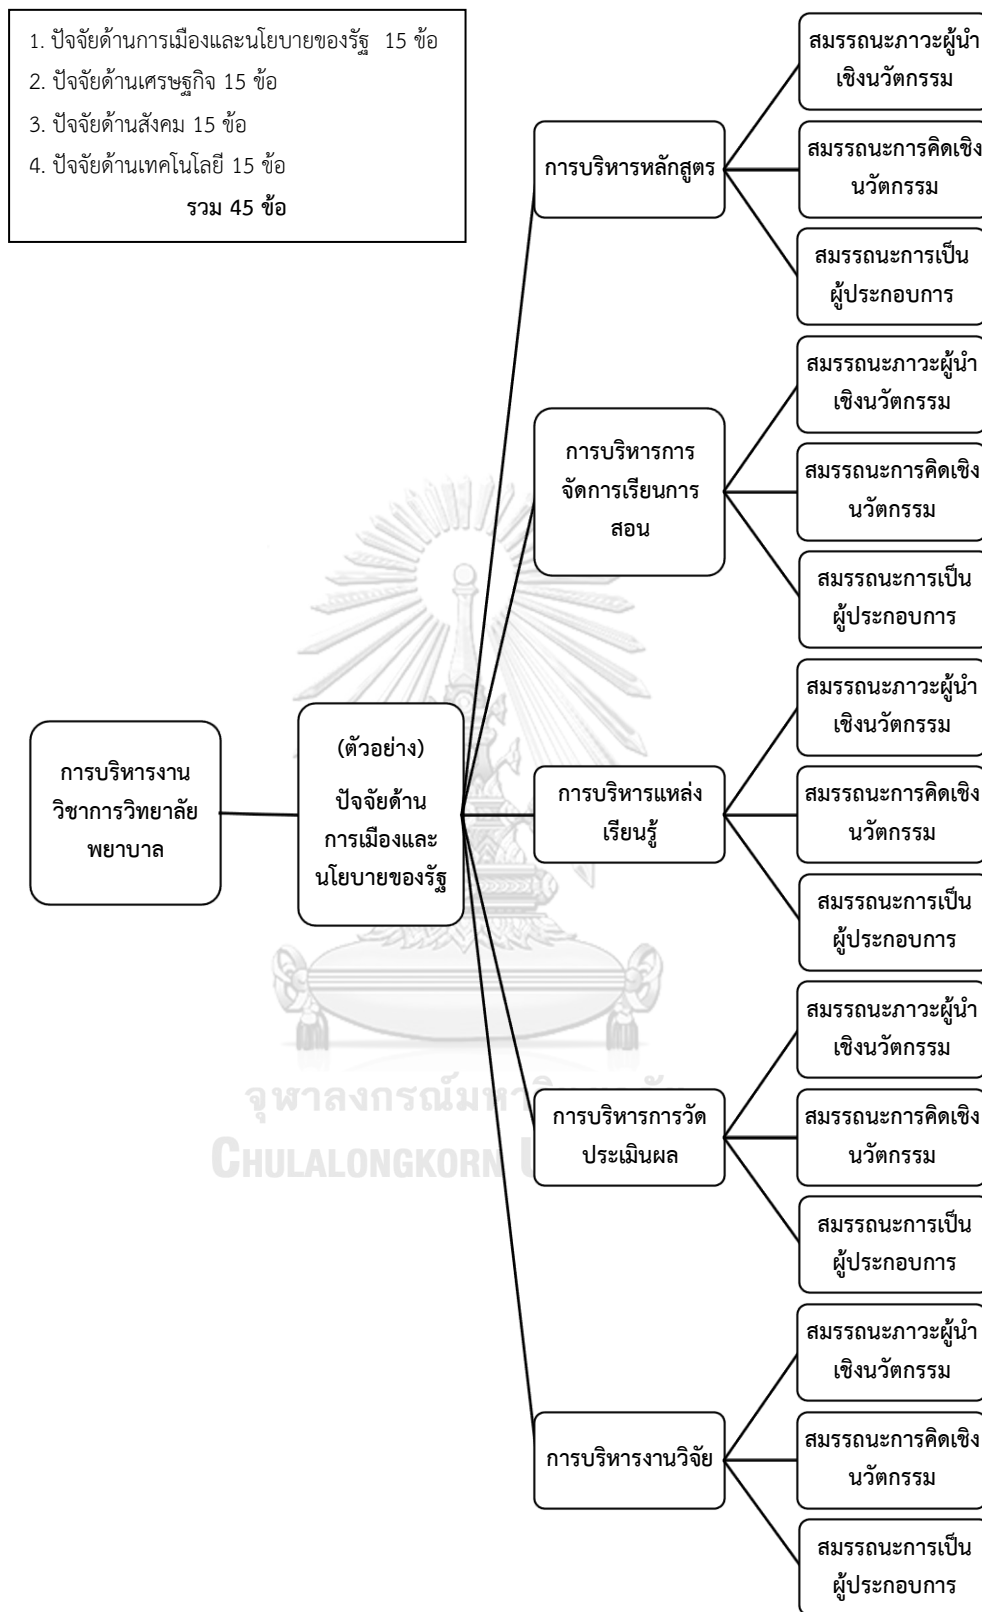 1. ปัจจัยด้านการเมืองและนโยบายของรัฐ 15 ข้อ
2. ปัจจัยด้านเศรษฐกิจ 15 ข้อ
3. ปัจจัยด้านสังคม 15 ข้อ
4. ปัจจัยด้านเทคโนโลยี 15 ข้อ
รวม 45 ข้อ
การบริหารงาน
วิชาการวิทยาลัย
พยาบาล
(ตัวอย่าง)
ปัจจัยด้าน
การเมืองและ
นโยบายของรัฐ
การบริหารหลักสูตร
สมรรถนะภาวะผู้นำ
เชิงนวัตกรรม
สมรรถนะการคิดเชิง
นวัตกรรม
สมรรถนะการเป็น
ผู้ประกอบการ
การบริหารการ
จัดการเรียนการ
สอน
สมรรถนะภาวะผู้นำ
เชิงนวัตกรรม
สมรรถนะการคิดเชิง
นวัตกรรม
สมรรถนะการเป็น
ผู้ประกอบการ
การบริหารแหล่ง
เรียนรู้
สมรรถนะภาวะผู้นำ
เชิงนวัตกรรม
สมรรถนะการคิดเชิง
นวัตกรรม
สมรรถนะการเป็น
ผู้ประกอบการ
การบริหารการวัด
ประเมินผล
สมรรถนะภาวะผู้นำ
เชิงนวัตกรรม
สมรรถนะการคิดเชิง
นวัตกรรม
สมรรถนะการเป็น
ผู้ประกอบการ
การบริหารงานวิจัย
สมรรถนะภาวะผู้นำ
เชิงนวัตกรรม
สมรรถนะการคิดเชิง
นวัตกรรม
สมรรถนะการเป็น
ผู้ประกอบการ
CHULALONGKORN